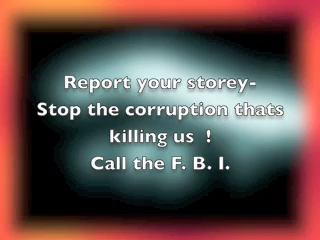 Report your storey-
Stop the corruption thats
killing us  !
Call the F. B. I.